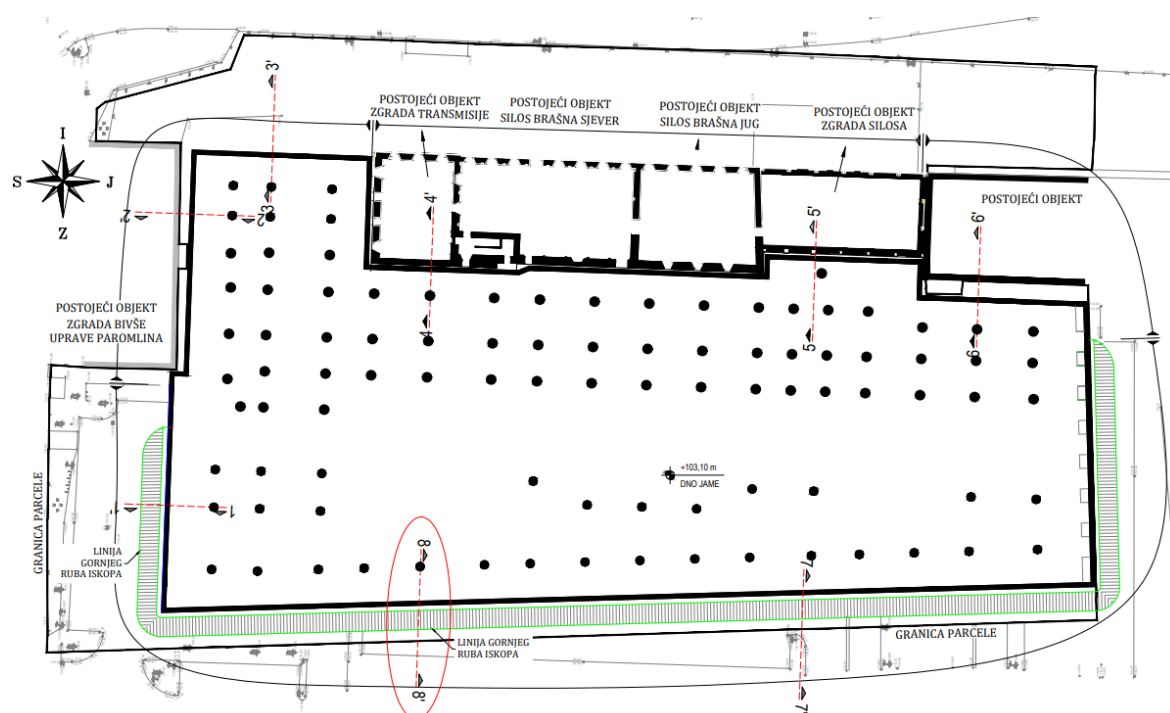 3'
POSTOJEĆI OBJEKT
ZGRADA TRANSMISIJE
POSTOJEĆI OBJEKT
SILOS BRAŠNA SJEVER
POSTOJEĆI OBJEKT
SILOS BRAŠNA JUG
POSTOJEĆI OBJEKT
ZGRADA SILOSA
I
S
J
Z
POSTOJEĆI OBJEKT
2'
2
3
4'
5'
6'
POSTOJEĆI OBJEKT
ZGRADA BIVŠE
UPRAVE PAROMLINA
4
5
6
+103,10 m
DNO JAME
GRANICA PARCELE
1'
1
LINIJA
GORNJEG
RUBA ISKOPA
8
7
LINIJA GORNJEG
RUBA ISKOPA
GRANICA PARCELE
8'
7'